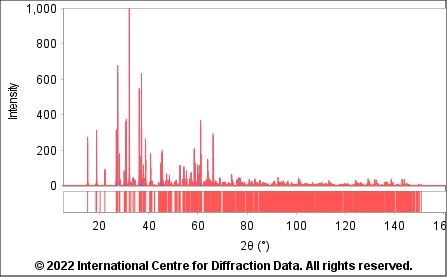 1,000
800
600
400
200
0
Intensity
20 40 60 80 100 120 140 16
2θ (°)
© 2022 International Centre for Diffraction Data. All rights reserved.